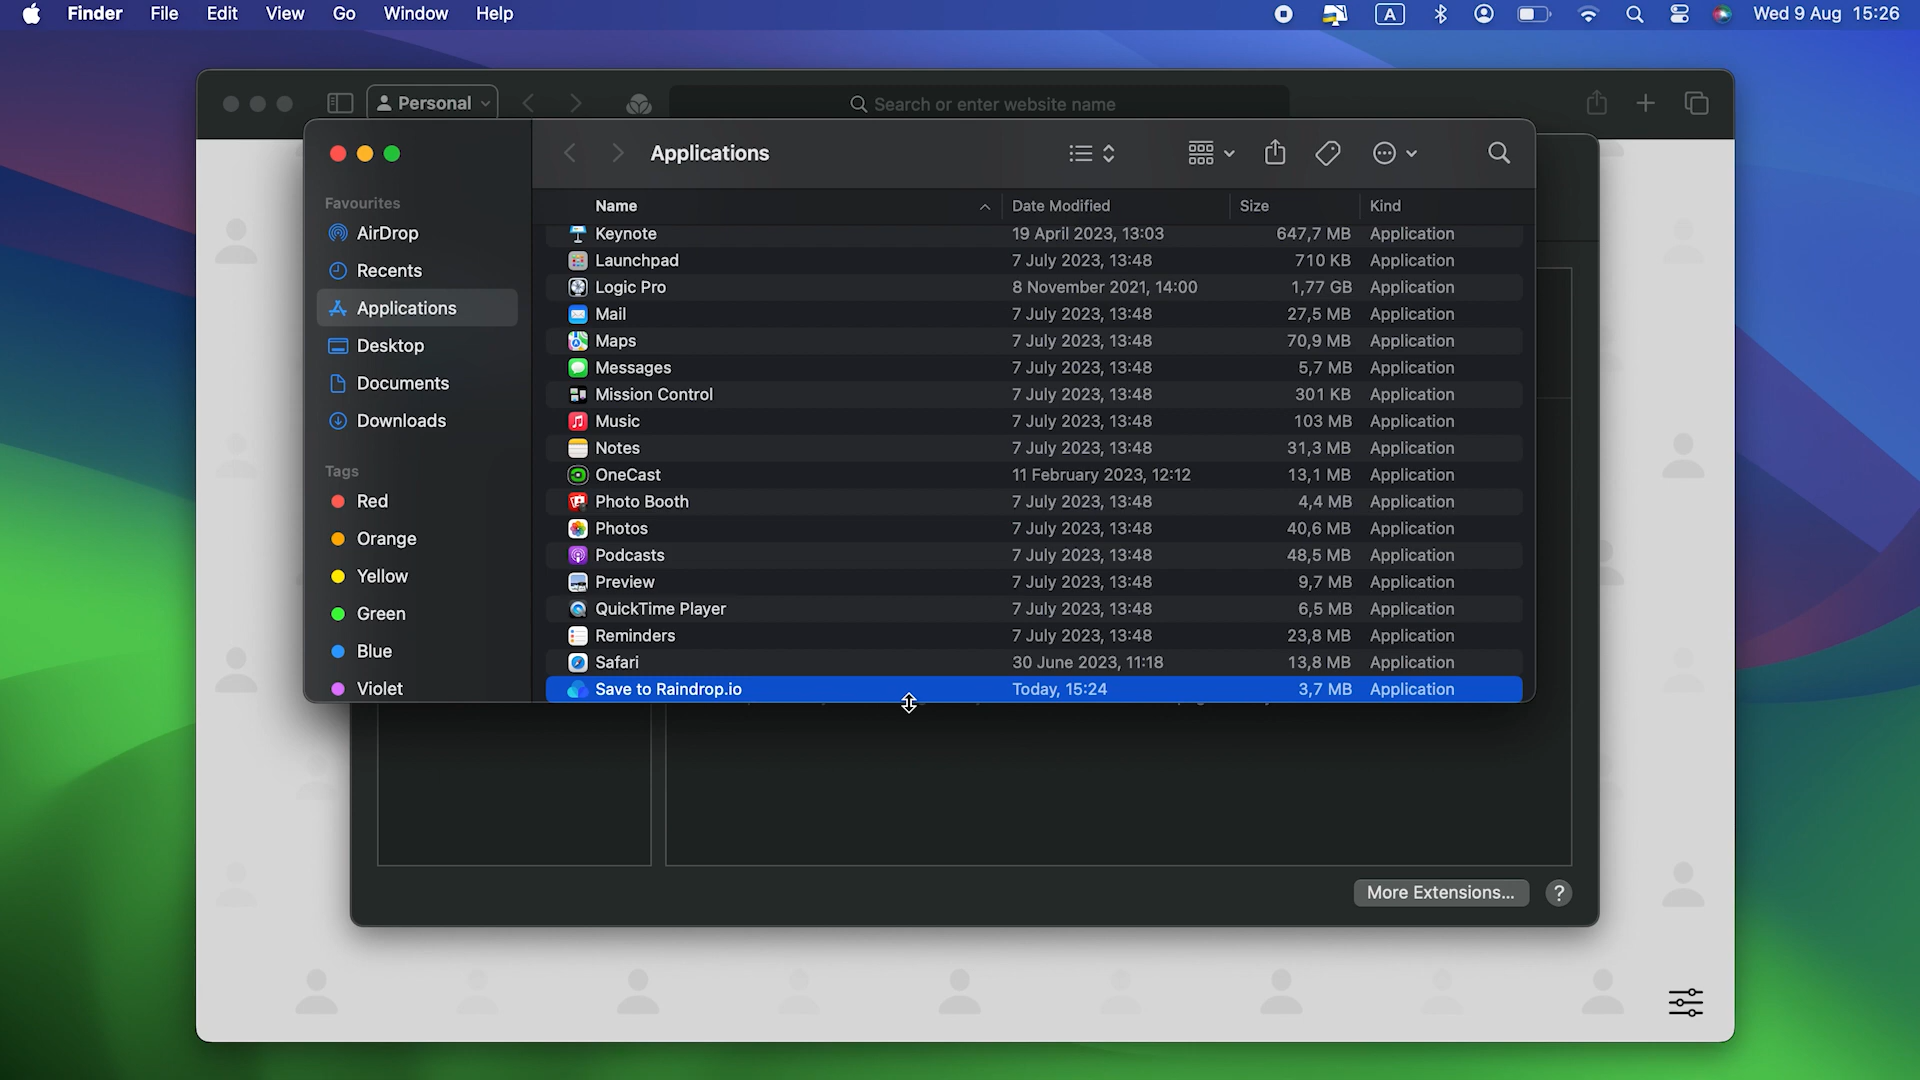 Finder File Edit View Go Window Help A Wed 9 Aug 15:26
Personal Search or enter website name
Applications
Favourites
AirDrop
Recents
Applications
Desktop
Documents
Downloads
Tags
Red
Orange
Yellow
Green
Blue
Violet
Name Date Modified Size Kind
Keynote 19 April 2023, 13:03 647,7 MB Application
Launchpad 7 July 2023, 13:48 710 KB Application
Logic Pro 8 November 2021, 14:00 1,77 GB Application
Mail 7 July 2023, 13:48 27,5 MB Application
Maps 7 July 2023, 13:48 70,9 MB Application
Messages 7 July 2023, 13:48 5,7 MB Application
Mission Control 7 July 2023, 13:48 301 KB Application
Music 7 July 2023, 13:48 103 MB Application
Notes 7 July 2023, 13:48 31,3 MB Application
OneCast 11 February 2023, 12:12 13,1 MB Application
Photo Booth 7 July 2023, 13:48 4,4 MB Application
Photos 7 July 2023, 13:48 40,6 MB Application
Podcasts 7 July 2023, 13:48 48,5 MB Application
Preview 7 July 2023, 13:48 9,7 MB Application
QuickTime Player 7 July 2023, 13:48 6,5 MB Application
Reminders 7 July 2023, 13:48 23,8 MB Application
Safari 30 June 2023, 11:18 13,8 MB Application
Save to Raindrop.io Today, 15:24 3,7 MB Application
More Extensions... ?